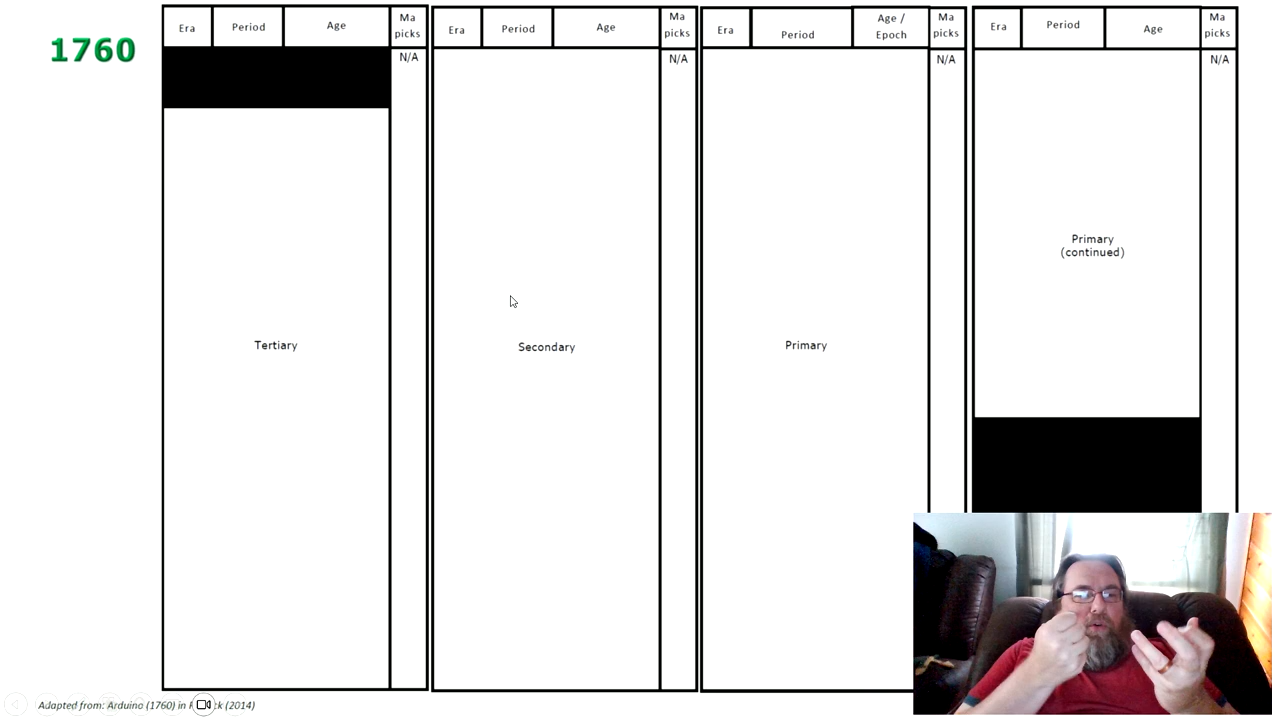 1760
Era Period Age Ma picks
N/A
Tertiary
Era Period Age Ma picks
N/A
Secondary
Era Period Age / Epoch Ma picks
N/A
Primary
Era Period Age Ma picks
N/A
Primary
(continued)
Adapted from: Arduino (1760) in (2014)